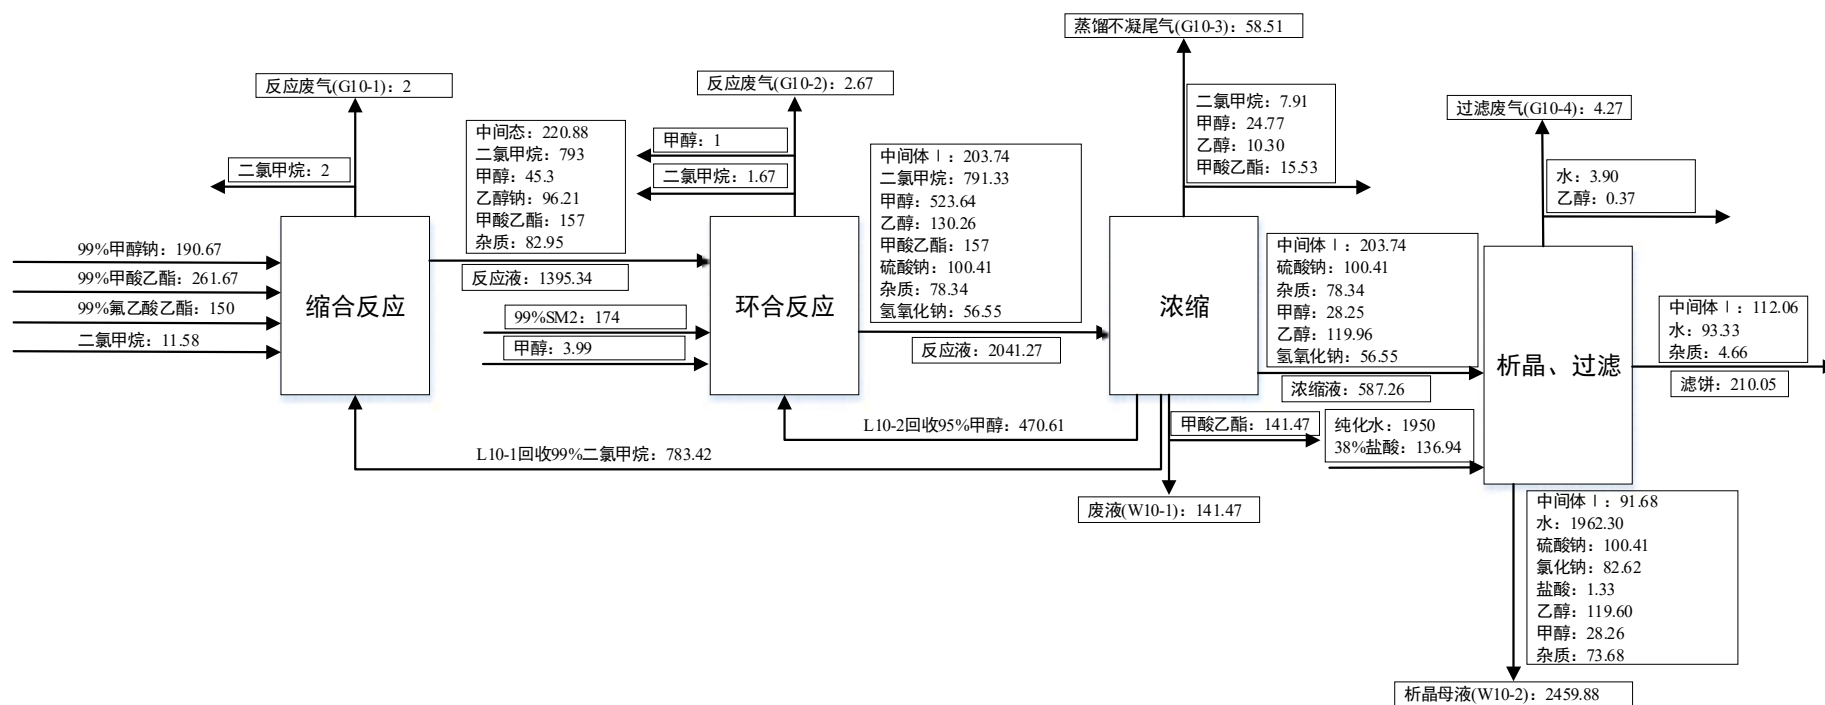 蒸馏不凝尾气(G10-3)：58.51
反应废气(G10-1)：2
反应废气(G10-2)：2.67
过滤废气(G10-4)：4.27
二氯甲烷：2
中间态：220.88
二氯甲烷：793
甲醇：45.3
乙醇钠：96.21
甲酸乙酯：157
杂质：82.95
甲醇：1
二氯甲烷：1.67
中间体Ⅰ：203.74
二氯甲烷：791.33
甲醇：523.64
乙醇：130.26
甲酸乙酯：157
硫酸钠：100.41
杂质：78.34
氢氧化钠：56.55
二氯甲烷：7.91
甲醇：24.77
乙醇：10.30
甲酸乙酯：15.53
水：3.90
乙醇：0.37
99%甲醇钠：190.67
99%甲酸乙酯：261.67
99%氟乙酸乙酯：150
二氯甲烷：11.58
缩合反应
反应液：1395.34
99%SM2：174
甲醇：3.99
环合反应
反应液：2041.27
浓缩
中间体Ⅰ：203.74
硫酸钠：100.41
杂质：78.34
甲醇：28.25
乙醇：119.96
氢氧化钠：56.55
浓缩液：587.26
析晶、过滤
中间体Ⅰ：112.06
水：93.33
杂质：4.66
滤饼：210.05
L10-2回收95%甲醇：470.61
L10-1回收99%二氯甲烷：783.42
甲酸乙酯：141.47
纯化水：1950
38%盐酸：136.94
废液(W10-1)：141.47
中间体Ⅰ：91.68
水：1962.30
硫酸钠：100.41
氯化钠：82.62
盐酸：1.33
乙醇：119.60
甲醇：28.26
杂质：73.68
析晶母液(W10-2)：2459.88